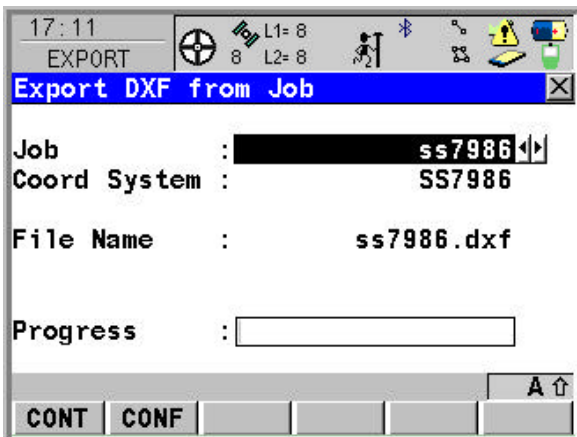 17:11
EXPORT
8
L1= 8
L2= 8
Export DXF from Job
Job : ss7986
Coord System : SS7986
File Name : ss7986.dxf
Progress :
A
CONT CONF